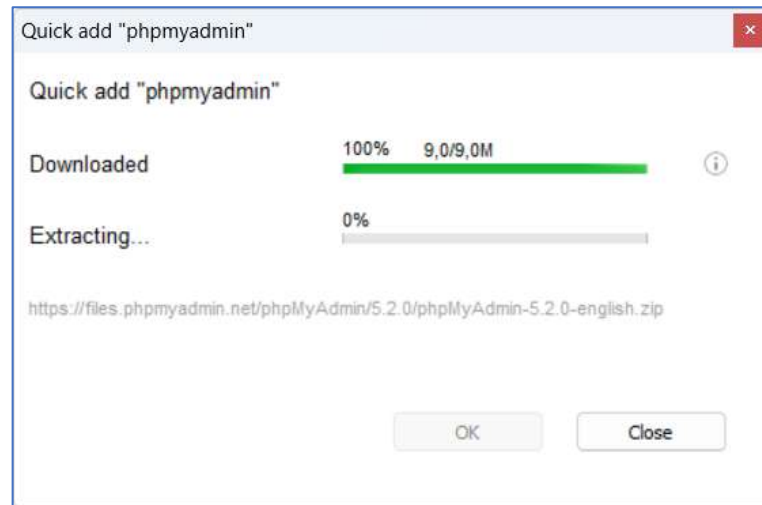 Quick add "phpmyadmin"
Quick add "phpmyadmin"
100% 9,0/9,0M
Downloaded
0%
Extracting...
https://files.phpmyadmin.net/phpMyAdmin/5.2.0/phpMyAdmin-5.2.0-english.zip
OK Close